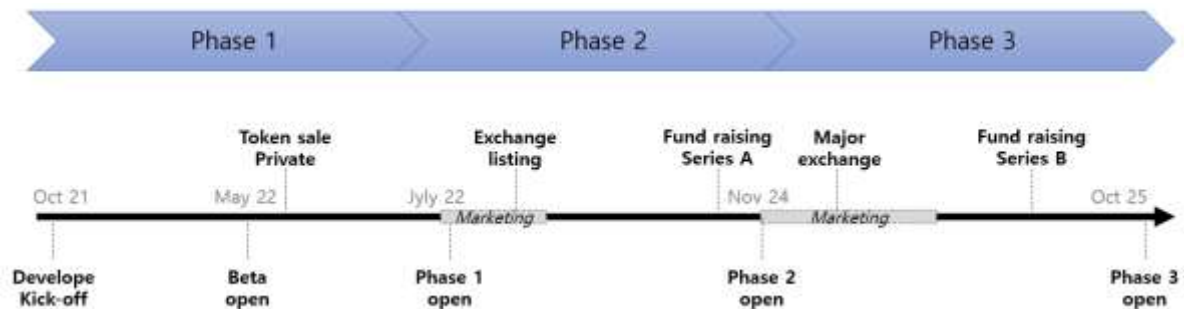 Phase 1
Phase 2
Phase 3
Token sale
Private
Exchange
listing
Fund raising
Series A
Major
exchange
Fund raising
Series B
Oct 21
May 22
Jyly 22
Nov 24
Oct 25
Marketing
Marketing
Develope
Kick-off
Beta
open
Phase 1
open
Phase 2
open
Phase 3
open